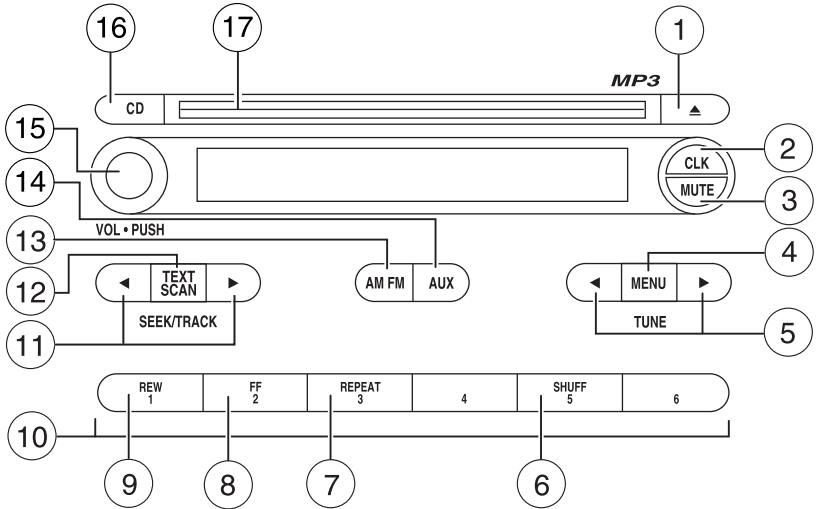 16
17
1
MP3
CD
15
2
CLK
14
MUTE
3
VOL • PUSH
13
4
12
TEXT
SCAN
AM FM
AUX
MENU
SEEK/TRACK
TUNE
11
5
REW
1
FF
2
REPEAT
3
4
SHUFF
5
6
10
9
8
7
6